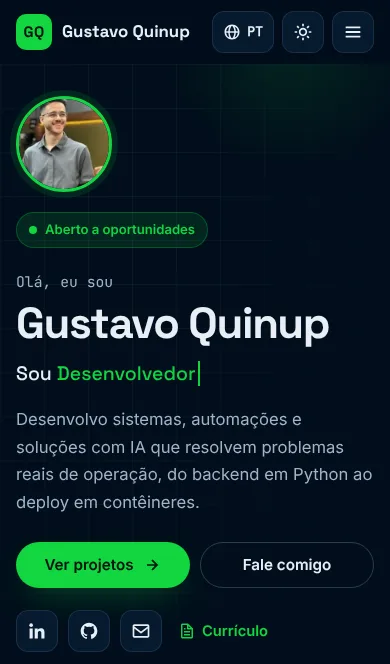 GQ Gustavo Quinup PT
Aberto a oportunidades
Olá, eu sou
Gustavo Quinup
Sou Desenvolvedor
Desenvolvo sistemas, automações e
soluções com IA que resolvem problemas
reais de operação, do backend em Python ao
deploy em contêineres.
Ver projetos → Fale comigo
in Currículo